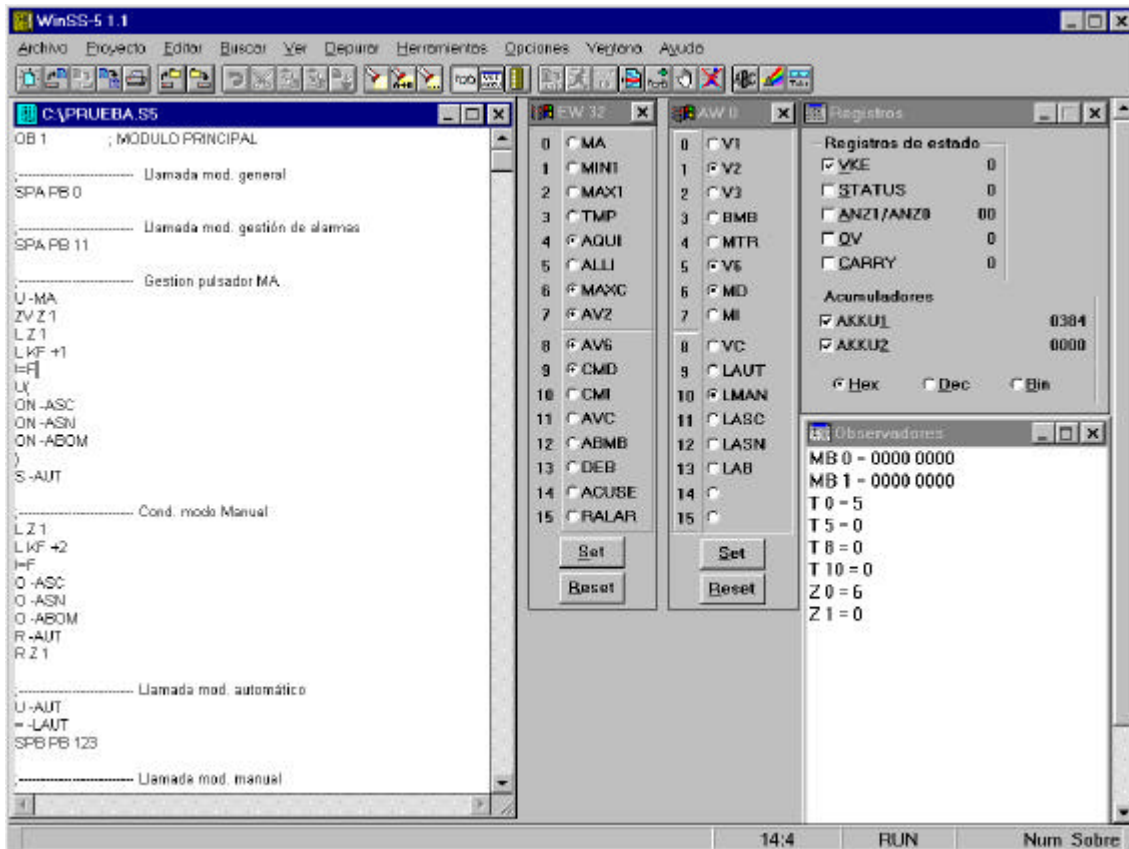 WinSS-5 1.1
Archivo Proyecto Editar Buscar Ver Depurar Herramientas Opciones Ventana Ayuda
C:\PRUEBA.S5
OB 1 ; MODULO PRINCIPAL
;---------------------- Llamada mod. general
SPA PB 0
;---------------------- Llamada mod. gestión de alarmas
SPA PB 11
;---------------------- Gestion pulsador MA
U -MA
ZV Z 1
L Z 1
L KF +1
!=F
U(
ON -ASC
ON -ASN
ON -ABOM
)
S -AUT
;---------------------- Cond. modo Manual
L Z 1
L KF +2
!=F
O -ASC
O -ASN
O -ABOM
R -AUT
R Z 1
;---------------------- Llamada mod. automático
U -AUT
= -LAUT
SPB PB 123
;---------------------- Llamada mod. manual
EW 32
0 MA
1 MIN1
2 MAX1
3 TMP
4 AQUI
5 ALLI
6 MAXC
7 AV2
8 AV6
9 CMD
10 CMI
11 AVC
12 ABMB
13 DEB
14 ACUSE
15 RALAR
Set
Reset
AW 0
0 V1
1 V2
2 V3
3 BMB
4 MTR
5 V6
6 MD
7 MI
8 VC
9 LAUT
10 LMAN
11 LASC
12 LASN
13 LAB
14
15
Set
Reset
Registros
Registros de estado
VKE 0
STATUS 0
ANZ1/ANZ0 00
OV 0
CARRY 0
Acumuladores
AKKU1 0384
AKKU2 0000
Hex Dec Bin
Observadores
MB 0 = 0000 0000
MB 1 = 0000 0000
T 0 = 5
T 5 = 0
T 8 = 0
T 10 = 0
Z 0 = 6
Z 1 = 0
14:4 RUN Num Sobre